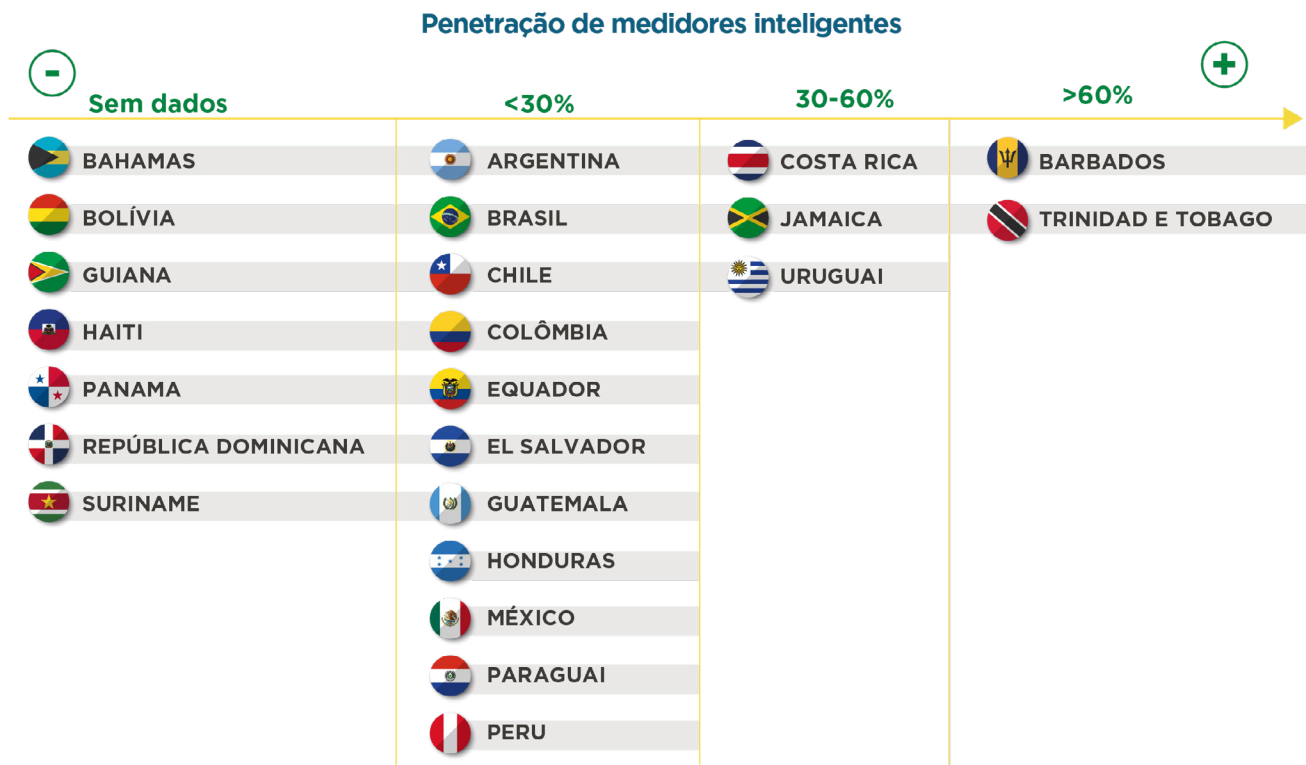 Penetração de medidores inteligentes
- +
Sem dados <30% 30-60% >60%
BAHAMAS ARGENTINA COSTA RICA BARBADOS
BOLÍVIA BRASIL JAMAICA TRINIDAD E TOBAGO
GUIANA CHILE URUGUAI
HAITI COLÔMBIA
PANAMA EQUADOR
REPÚBLICA DOMINICANA EL SALVADOR
SURINAME GUATEMALA
HONDURAS
MÉXICO
PARAGUAI
PERU